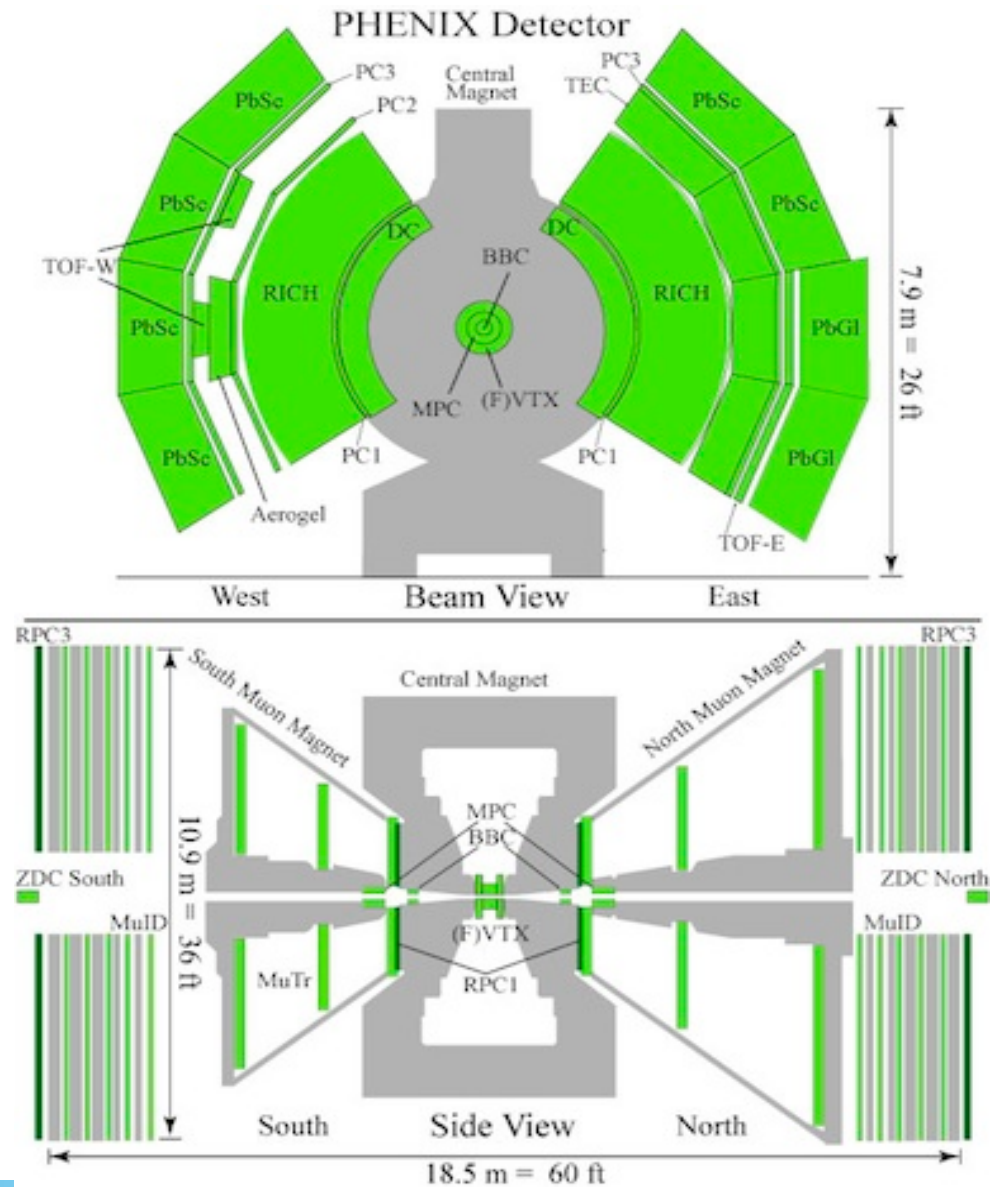 PHENIX Detector
PC3
PbSc
Central
Magnet
PC3
TEC
PbSc
PC2
PbSc
DC
DC
PbSc
TOF-W
BBC
RICH
RICH
PbSc
PbGl
7.9 m = 26 ft
MPC
(F)VTX
PC1
PC1
PbSc
PbGl
Aerogel
TOF-E
West
Beam View
East
RPC3
RPC3
South Muon Magnet
Central Magnet
North Muon Magnet
MPC
BBC
10.9 m = 36 ft
ZDC South
ZDC North
MuID
(F)VTX
MuID
MuTr
RPC1
South
Side View
North
18.5 m = 60 ft